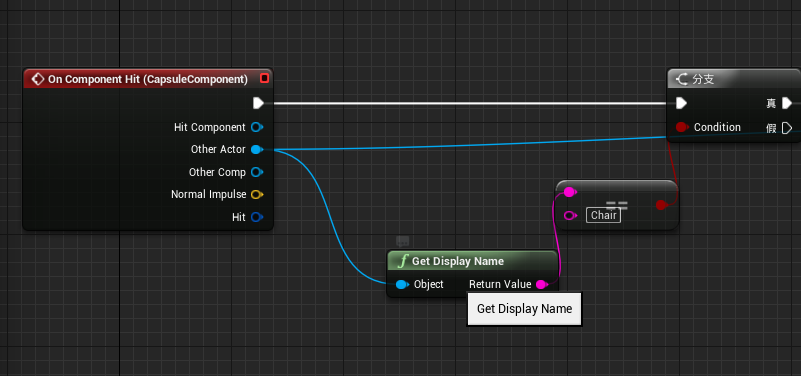 On Component Hit (CapsuleComponent)
Hit Component
Other Actor
Other Comp
Normal Impulse
Hit
分支
真
Condition
假
==
Chair
f Get Display Name
Object
Return Value
Get Display Name